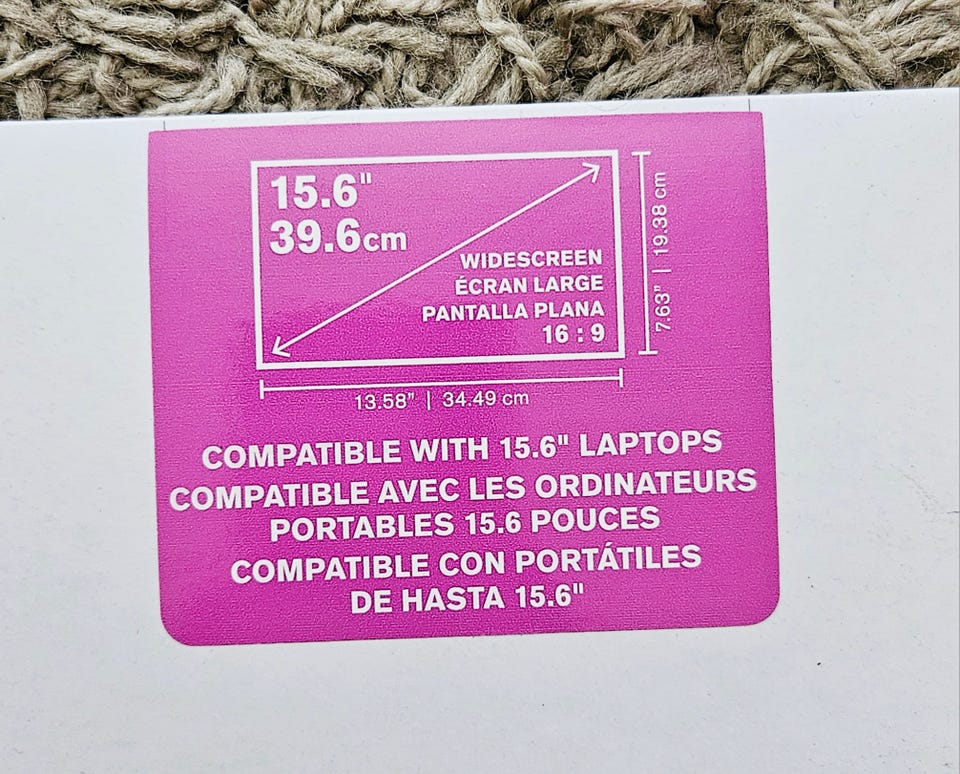 15.6"
39.6cm
WIDESCREEN
ÉCRAN LARGE
PANTALLA PLANA
16 : 9
7.63" | 19.38 cm
13.58" | 34.49 cm
COMPATIBLE WITH 15.6" LAPTOPS
COMPATIBLE AVEC LES ORDINATEURS
PORTABLES 15.6 POUCES
COMPATIBLE CON PORTÁTILES
DE HASTA 15.6"